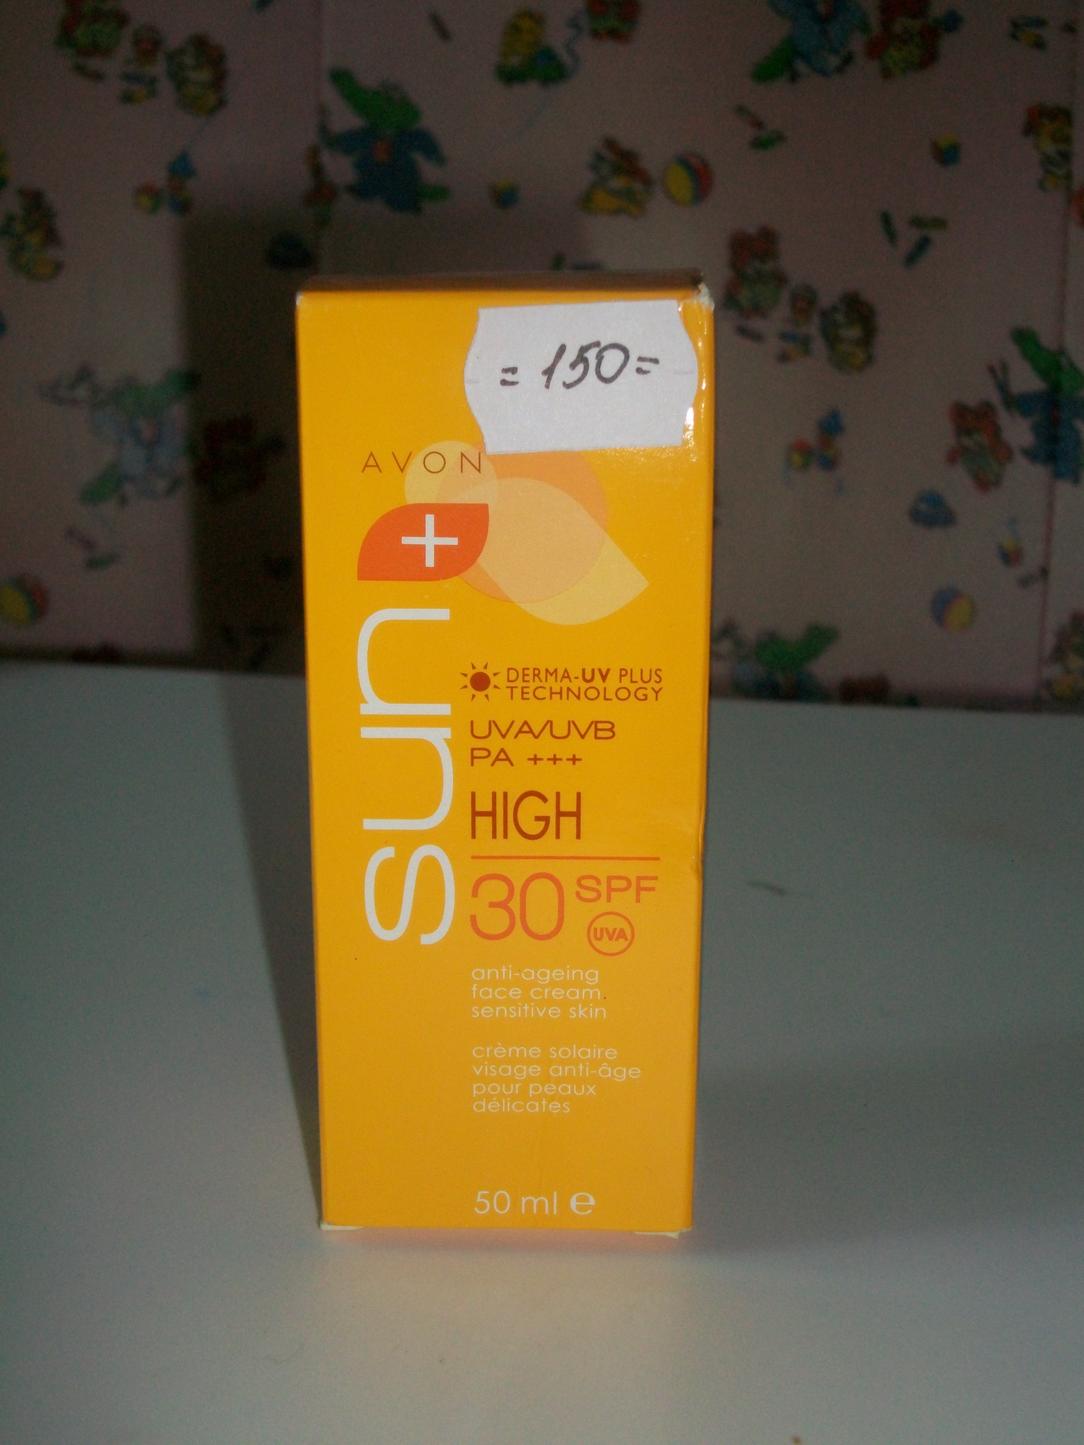 = 150 =
AVON
sun+
DERMA-UV PLUS
TECHNOLOGY
UVA/UVB
PA +++
HIGH
30 SPF
UVA
anti-ageing
face cream.
sensitive skin
crème solaire
visage anti-âge
pour peaux
délicates
50 ml e